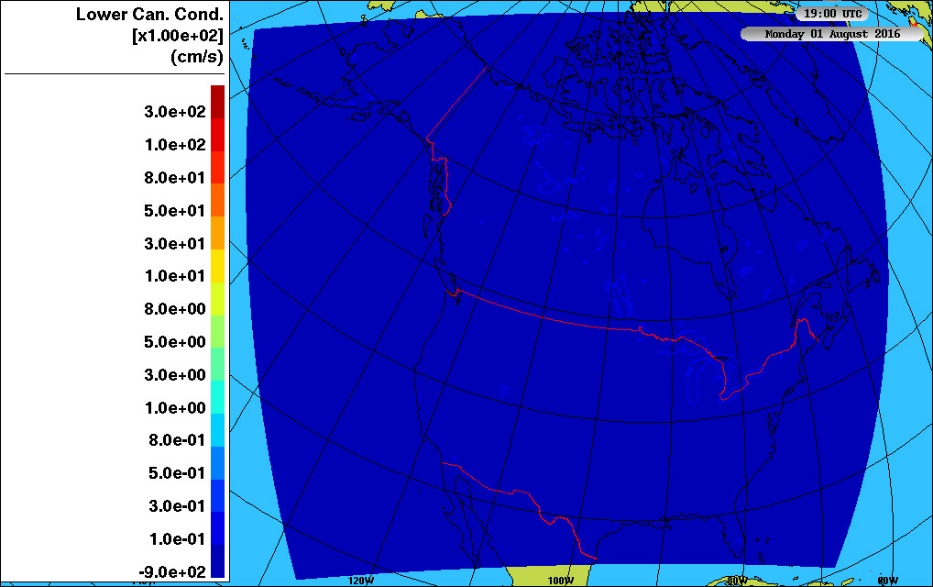 Lower Can. Cond.
[x1.00e+02]
(cm/s)
3.0e+02
1.0e+02
8.0e+01
5.0e+01
3.0e+01
1.0e+01
8.0e+00
5.0e+00
3.0e+00
1.0e+00
8.0e-01
5.0e-01
3.0e-01
1.0e-01
-9.0e+02
19:00 UTC
Monday 01 August 2016
120W
100W
80W
60W